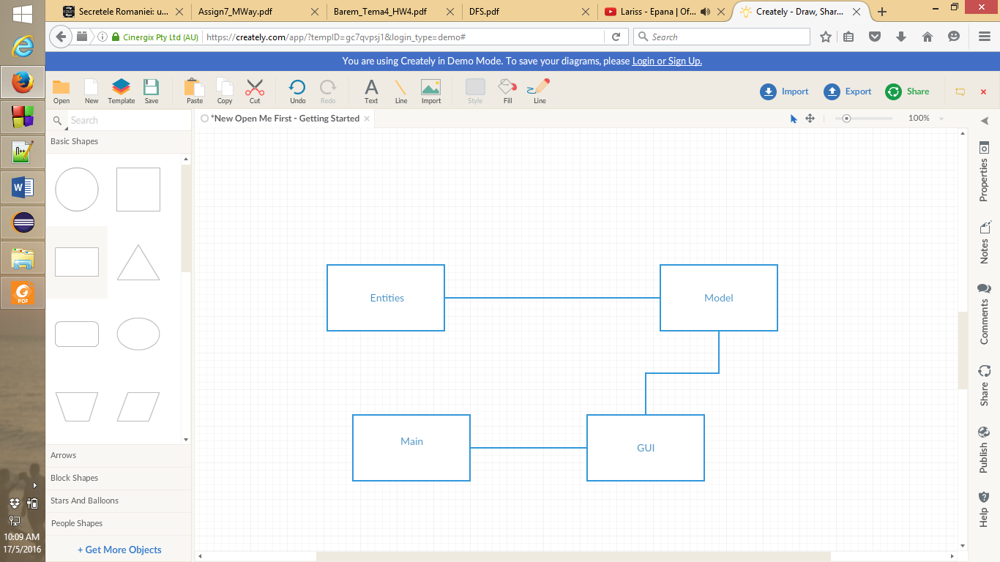 Secretele Romaniei: u...
Assign7_MWay.pdf
Barem_Tema4_HW4.pdf
DFS.pdf
Lariss - Epana | Of...
Creately - Draw, Shar...
Cinergix Pty Ltd (AU)
https://creately.com/app/?tempID=gc7qvpsj1&login_type=demo#
Search
You are using Creately in Demo Mode. To save your diagrams, please Login or Sign Up.
Open
New
Template
Save
Paste
Copy
Cut
Undo
Redo
Text
Line
Import
Style
Fill
Line
Import
Export
Share
Search
*New Open Me First - Getting Started
100%
Basic Shapes
Properties
Notes
Comments
Share
Publish
Help
Entities
Model
Main
GUI
Arrows
Block Shapes
Stars And Balloons
People Shapes
+ Get More Objects
W
PDF
10:09 AM
17/5/2016